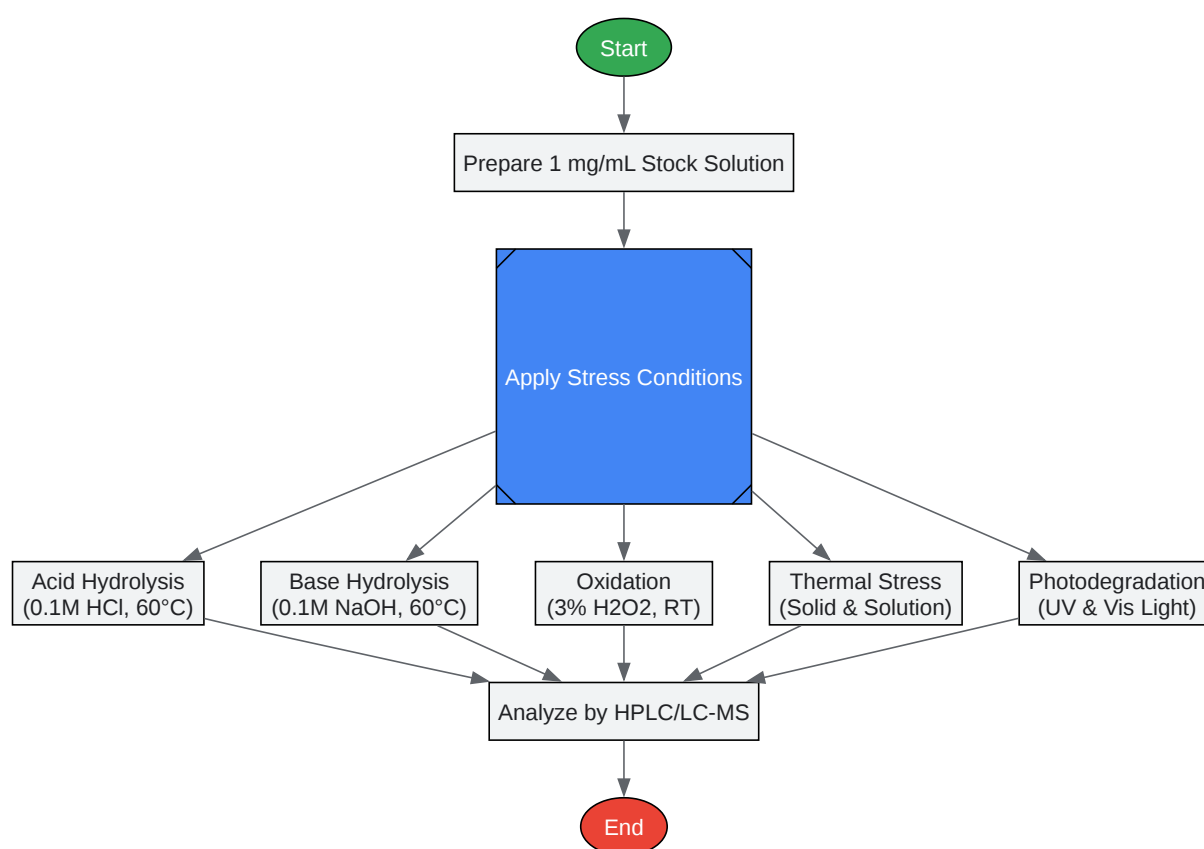 Start
Prepare 1 mg/mL Stock Solution
Apply Stress Conditions
Acid Hydrolysis
(0.1M HCl, 60°C)
Base Hydrolysis
(0.1M NaOH, 60°C)
Oxidation
(3% H2O2, RT)
Thermal Stress
(Solid & Solution)
Photodegradation
(UV & Vis Light)
Analyze by HPLC/LC-MS
End